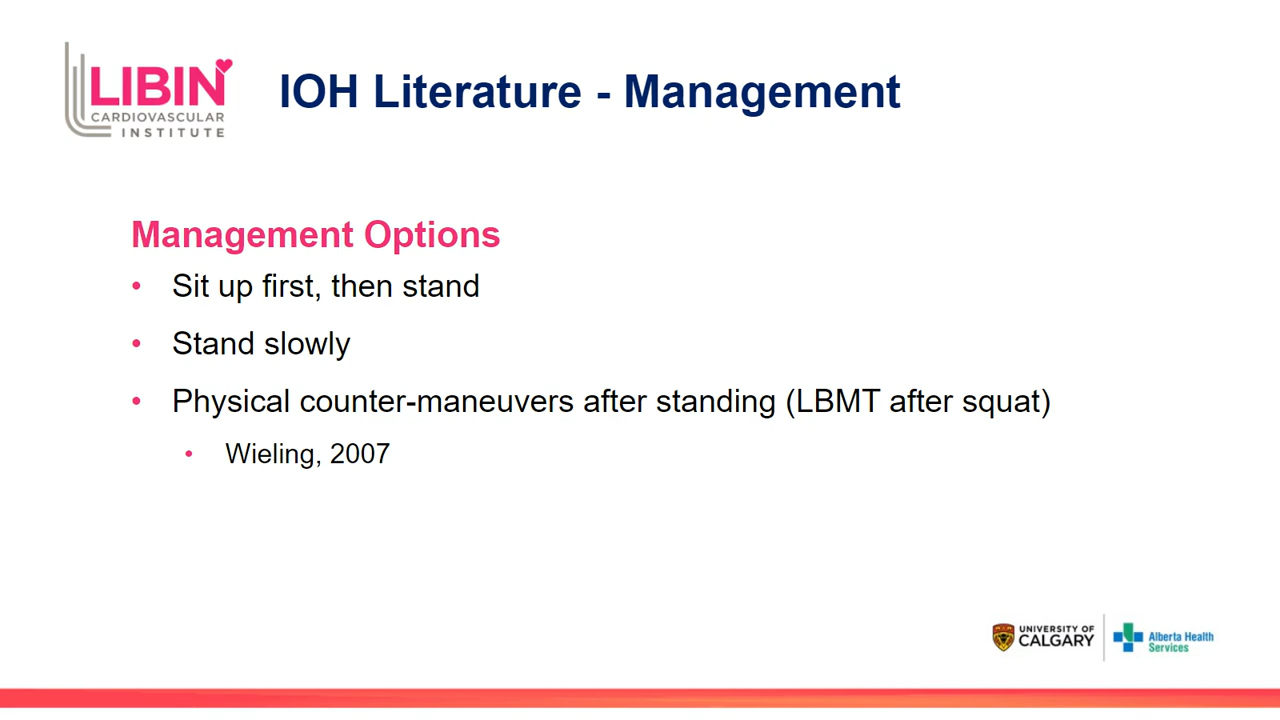 LIBIN
CARDIOVASCULAR
INSTITUTE
IOH Literature - Management
Management Options
• Sit up first, then stand
• Stand slowly
• Physical counter-maneuvers after standing (LBMT after squat)
• Wieling, 2007
UNIVERSITY OF
CALGARY
Alberta Health
Services